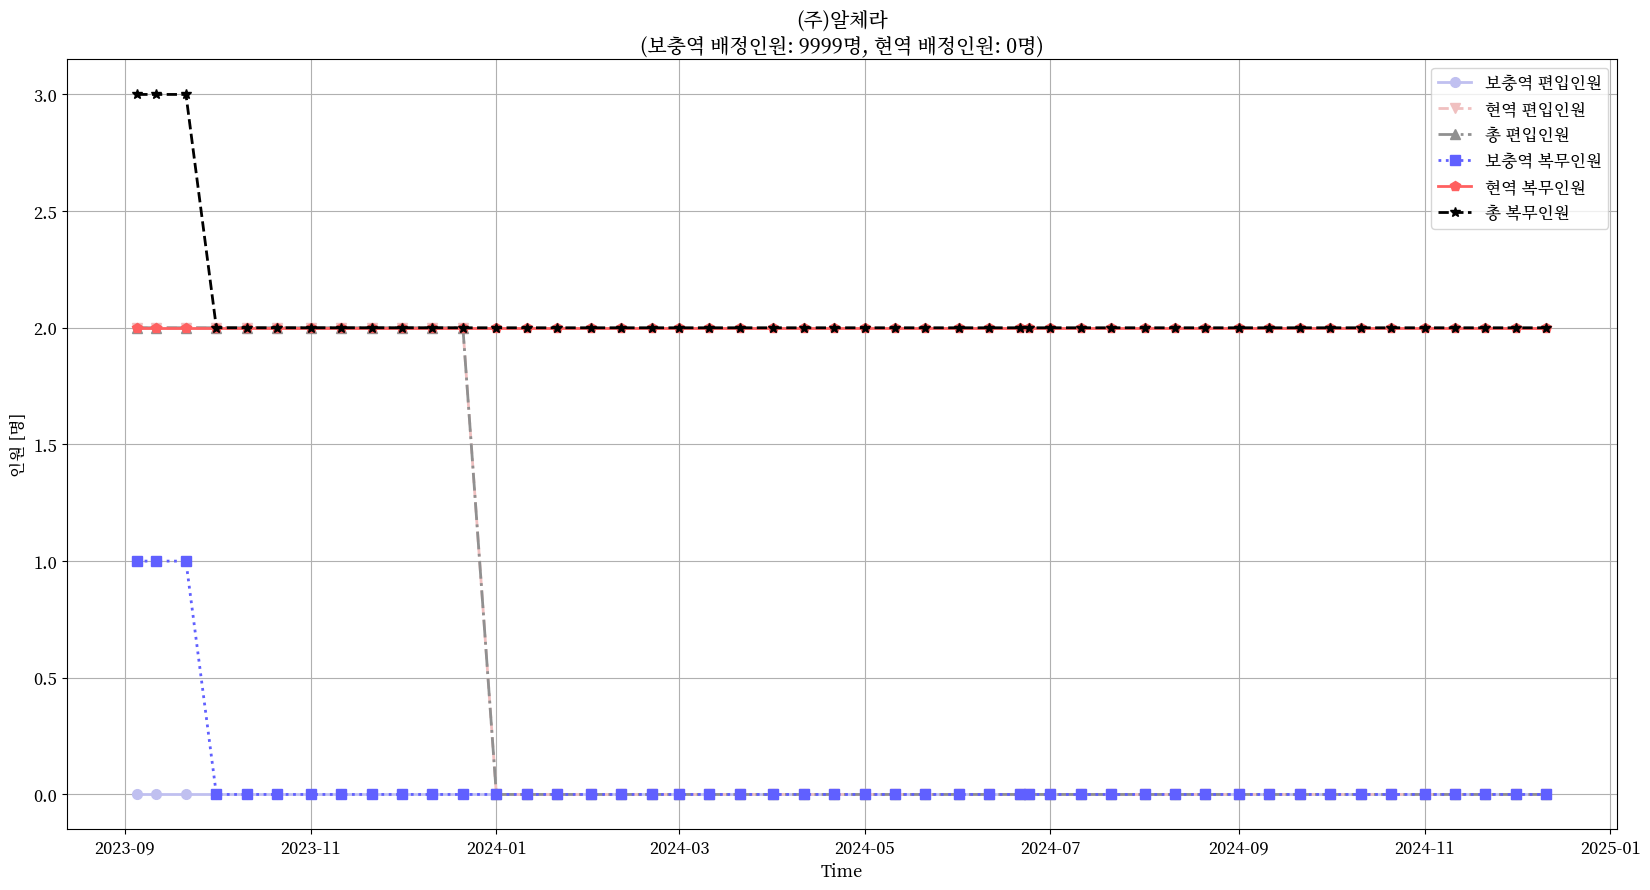 (주)알체라
(보충역 배정인원: 9999명, 현역 배정인원: 0명)
보충역 편입인원
현역 편입인원
총 편입인원
보충역 복무인원
현역 복무인원
총 복무인원
3.0
2.5
2.0
1.5
1.0
0.5
0.0
인원 [명]
2023-09
2023-11
2024-01
2024-03
2024-05
2024-07
2024-09
2024-11
2025-01
Time